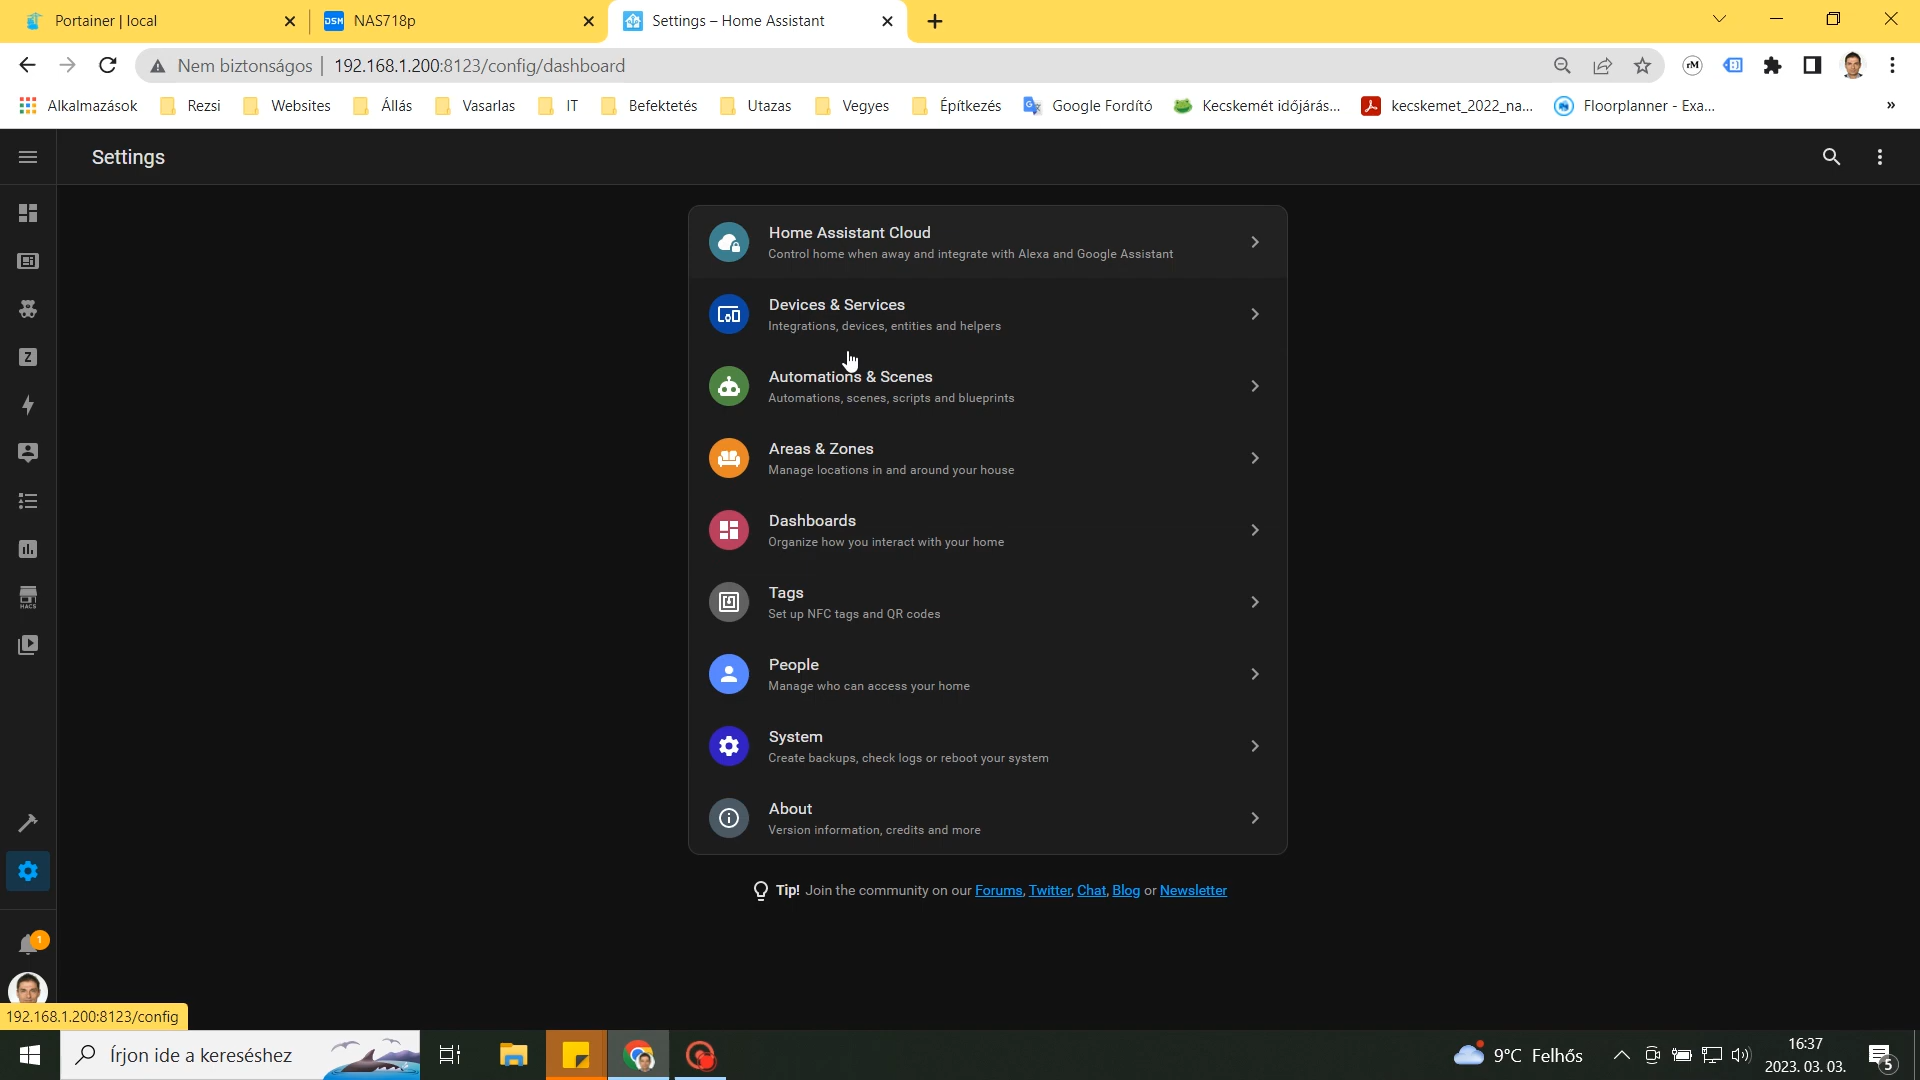 Portainer | local
DSM NAS718p
Settings – Home Assistant
Nem biztonságos | 192.168.1.200:8123/config/dashboard
rM
Alkalmazások
Rezsi
Websites
Állás
Vasarlas
IT
Befektetés
Utazas
Vegyes
Építkezés
Google Fordító
Kecskemét időjárás...
kecskemet_2022_na...
Floorplanner - Exa...
»
Settings
Home Assistant Cloud
Control home when away and integrate with Alexa and Google Assistant
Devices & Services
Integrations, devices, entities and helpers
Automations & Scenes
Automations, scenes, scripts and blueprints
Areas & Zones
Manage locations in and around your house
Dashboards
Organize how you interact with your home
Tags
Set up NFC tags and QR codes
People
Manage who can access your home
System
Create backups, check logs or reboot your system
About
Version information, credits and more
Tip! Join the community on our Forums, Twitter, Chat, Blog or Newsletter
Z
HACS
1
192.168.1.200:8123/config
Írjon ide a kereséshez
9°C Felhős
16:37
2023. 03. 03.
5